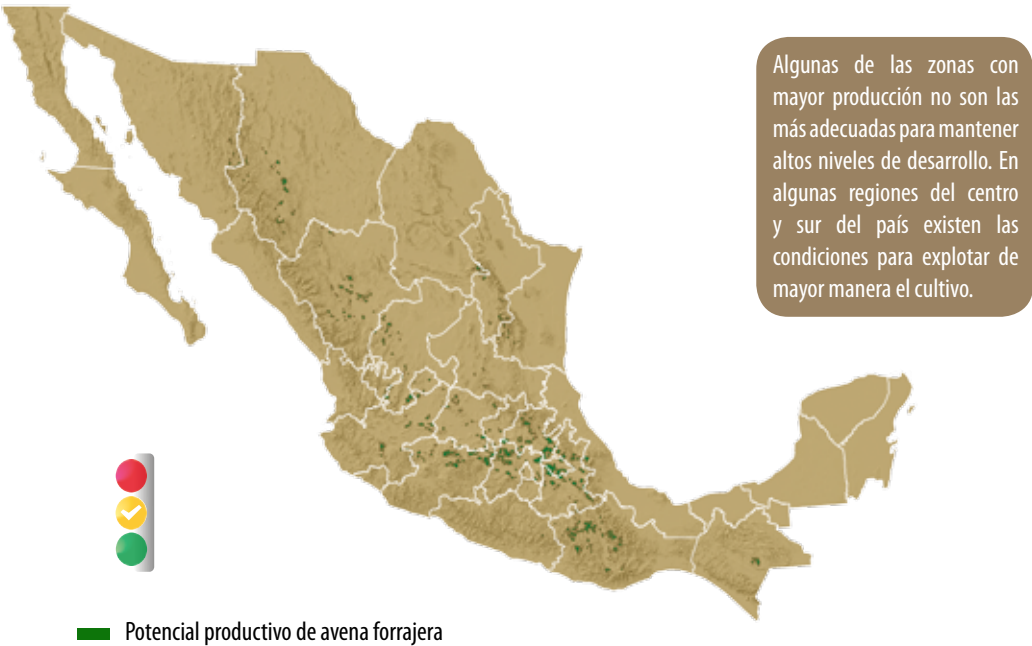 Algunas de las zonas con
mayor producción no son las
más adecuadas para mantener
altos niveles de desarrollo. En
algunas regiones del centro
y sur del país existen las
condiciones para explotar de
mayor manera el cultivo.
Potencial productivo de avena forrajera